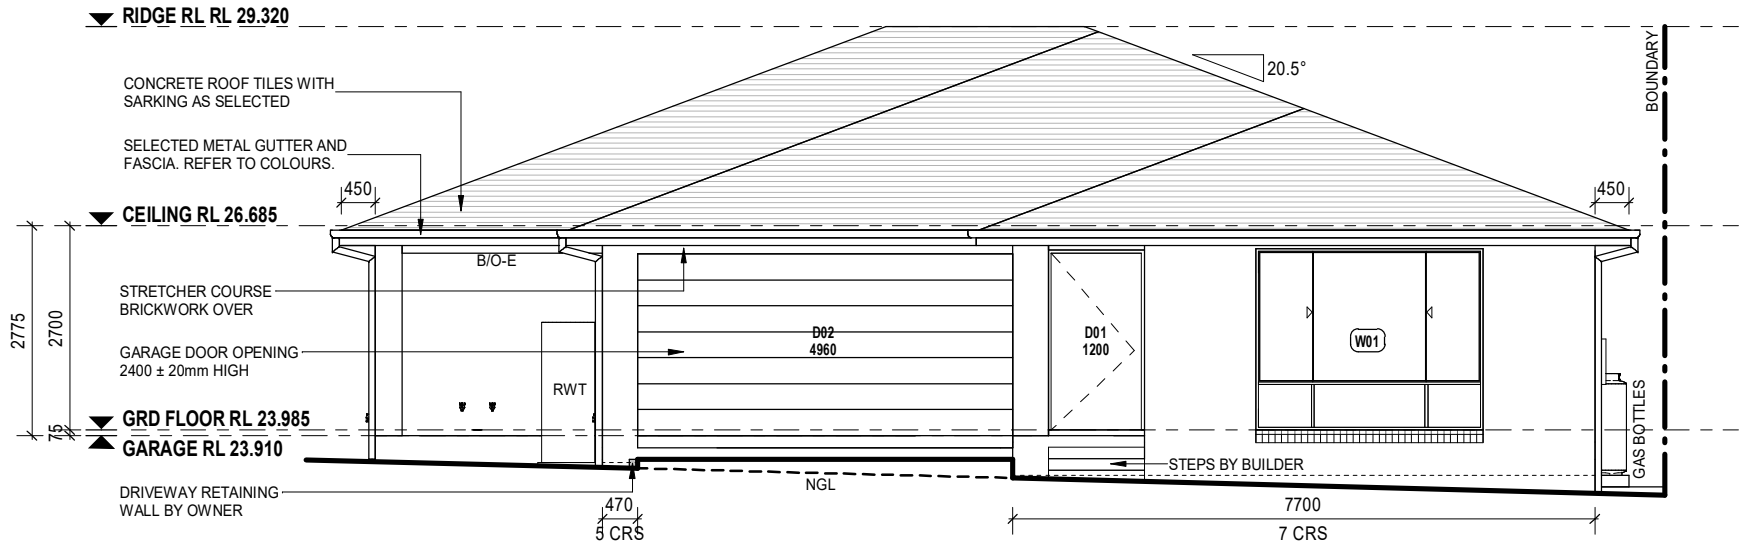 RIDGE RL RL 29.320
BOUNDARY
20.5°
CONCRETE ROOF TILES WITH
SARKING AS SELECTED
SELECTED METAL GUTTER AND
FASCIA. REFER TO COLOURS.
450
450
CEILING RL 26.685
B/O-E
STRETCHER COURSE
BRICKWORK OVER
2775
2700
D02
4960
D01
1200
W01
GARAGE DOOR OPENING
2400 ± 20mm HIGH
RWT
GRD FLOOR RL 23.985
75
GARAGE RL 23.910
GAS BOTTLES
STEPS BY BUILDER
NGL
DRIVEWAY RETAINING
WALL BY OWNER
470
5 CRS
7700
7 CRS